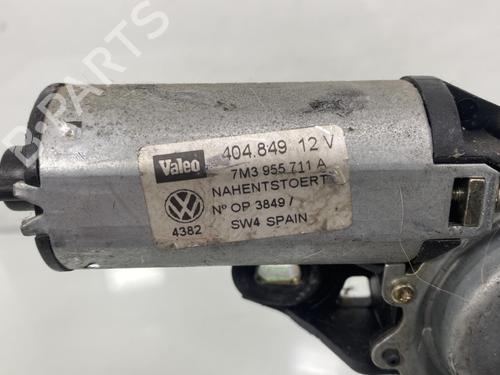 B-PARTS
Valeo
404.849 12 V
7M3 955 711 A
NAHENTSTOERT
Nº OP 3849 /
4382
SW4 SPAIN